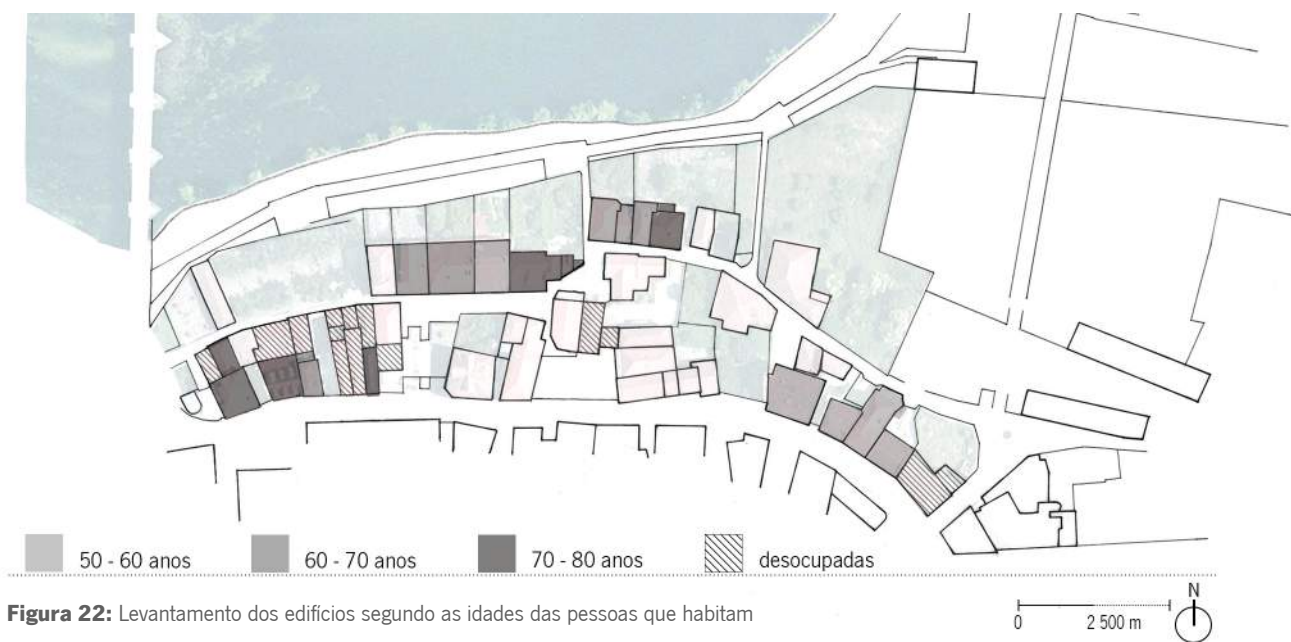 50 - 60 anos 60 - 70 anos 70 - 80 anos desocupadas
Figura 22: Levantamento dos edifícios segundo as idades das pessoas que habitam
N
0 2 500 m